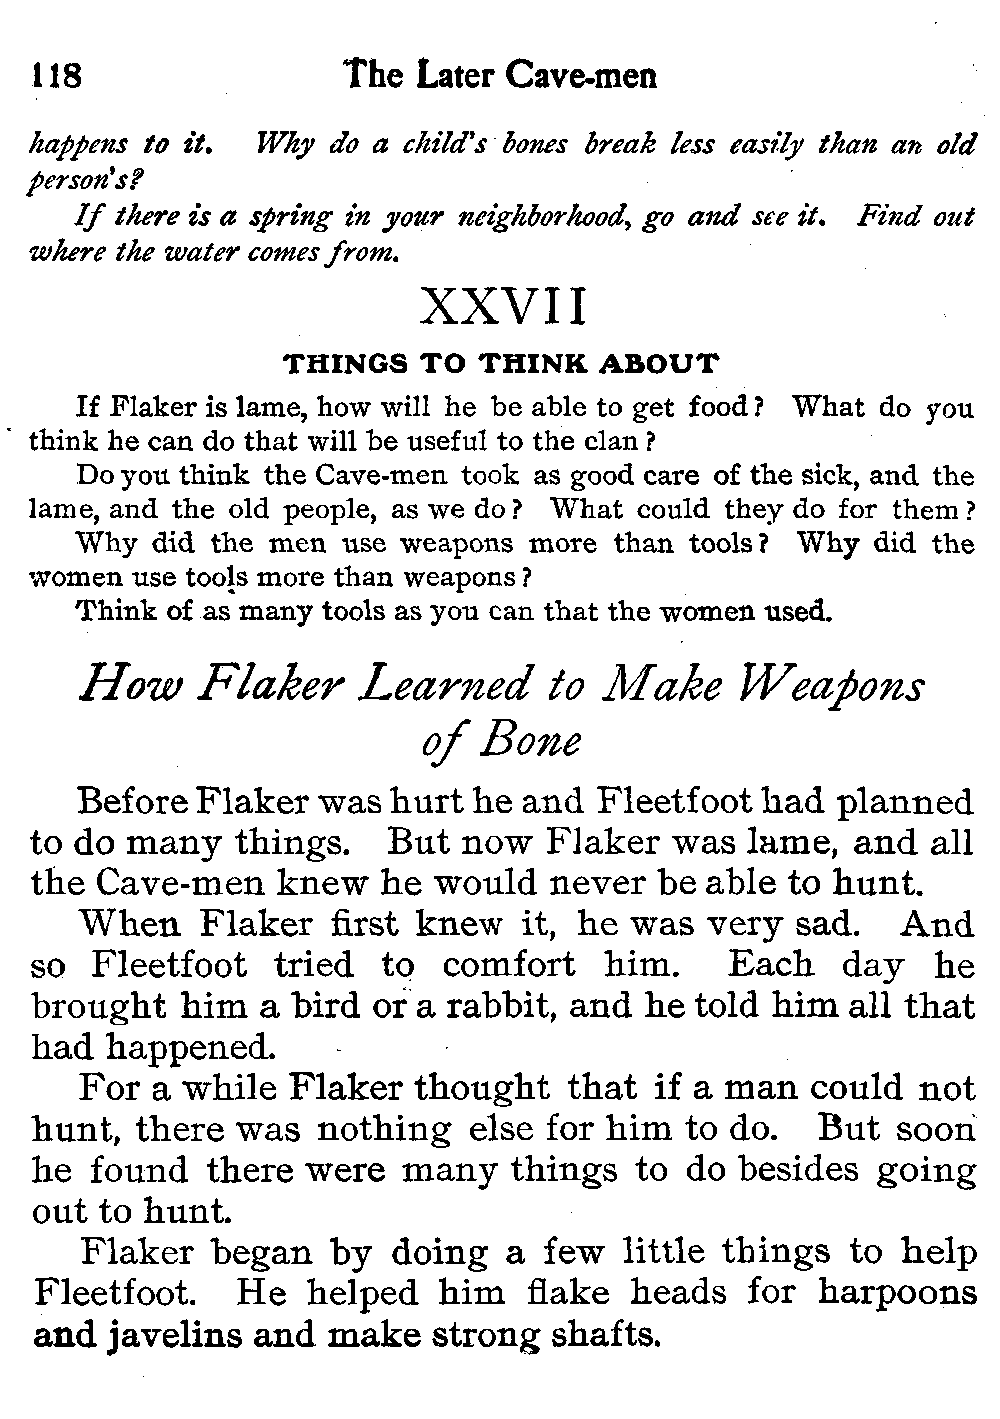 118 The Later Cave-men
happens to it. Why do a child's bones break less easily than an old
person's?
If there is a spring in your neighborhood, go and see it. Find out
where the water comes from.
XXVII
THINGS TO THINK ABOUT
If Flaker is lame, how will he be able to get food? What do you
think he can do that will be useful to the clan?
Do you think the Cave-men took as good care of the sick, and the
lame, and the old people, as we do? What could they do for them?
Why did the men use weapons more than tools? Why did the
women use tools more than weapons?
Think of as many tools as you can that the women used.
How Flaker Learned to Make Weapons
of Bone
Before Flaker was hurt he and Fleetfoot had planned
to do many things. But now Flaker was lame, and all
the Cave-men knew he would never be able to hunt.
When Flaker first knew it, he was very sad. And
so Fleetfoot tried to comfort him. Each day he
brought him a bird or a rabbit, and he told him all that
had happened.
For a while Flaker thought that if a man could not
hunt, there was nothing else for him to do. But soon
he found there were many things to do besides going
out to hunt.
Flaker began by doing a few little things to help
Fleetfoot. He helped him flake heads for harpoons
and javelins and make strong shafts.